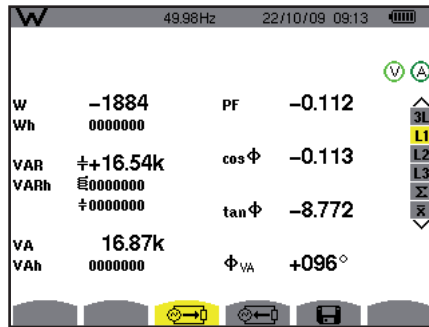 W 49.98Hz 22/10/09 09:13
V A
W -1884 PF -0.112
Wh 0000000
3L
L1
VAR +16.54k cos Φ -0.113
L2
VARh 0000000
L3
0000000
Σ
tan Φ -8.772
x̅
VA 16.87k
VAh 0000000 ΦVA +096°